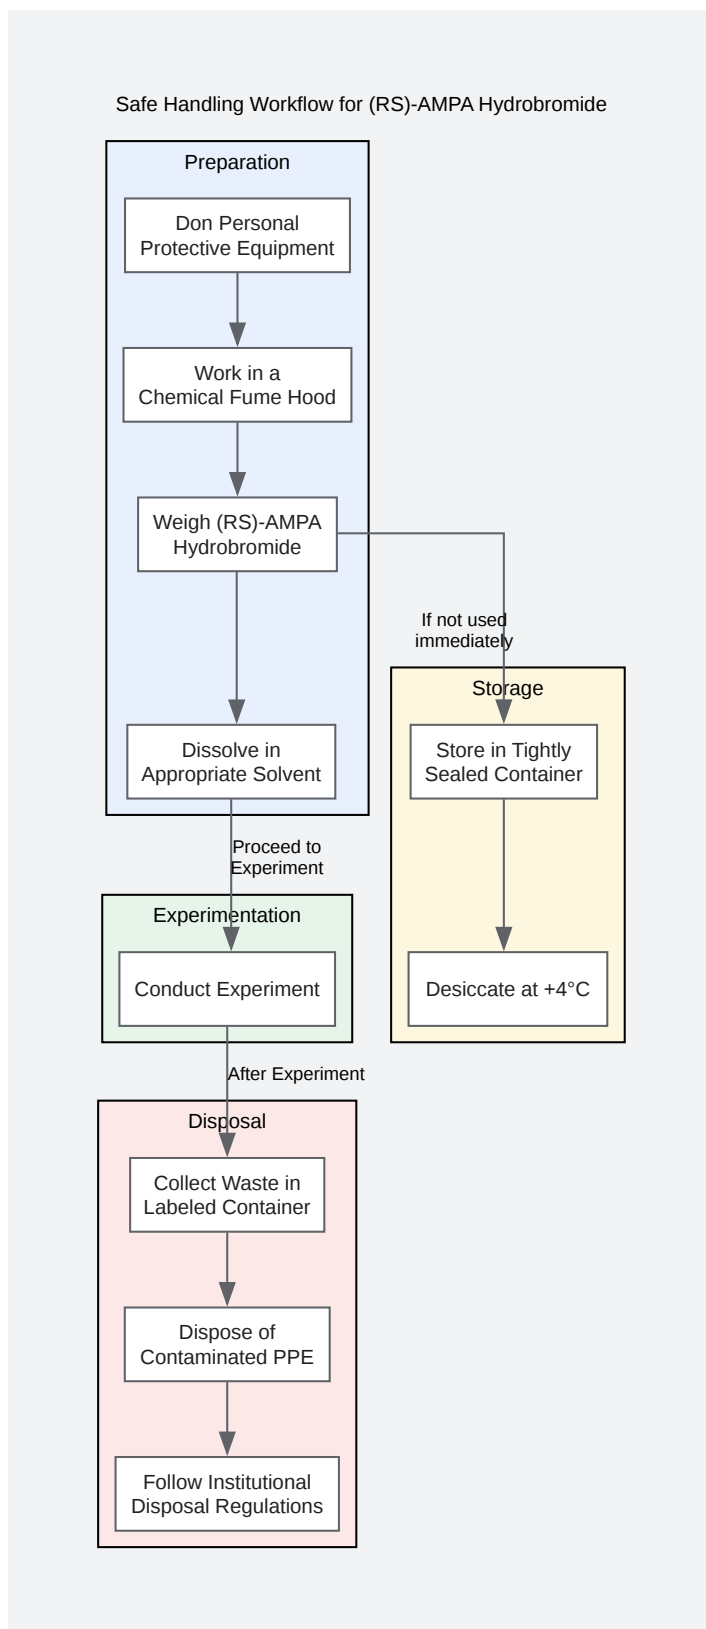 Safe Handling Workflow for (RS)-AMPA Hydrobromide
Preparation
Don Personal
Protective Equipment
Work in a
Chemical Fume Hood
Weigh (RS)-AMPA
Hydrobromide
If not used
immediately
Storage
Dissolve in
Appropriate Solvent
Store in Tightly
Sealed Container
Proceed to
Experiment
Experimentation
Conduct Experiment
Desiccate at +4°C
After Experiment
Disposal
Collect Waste in
Labeled Container
Dispose of
Contaminated PPE
Follow Institutional
Disposal Regulations